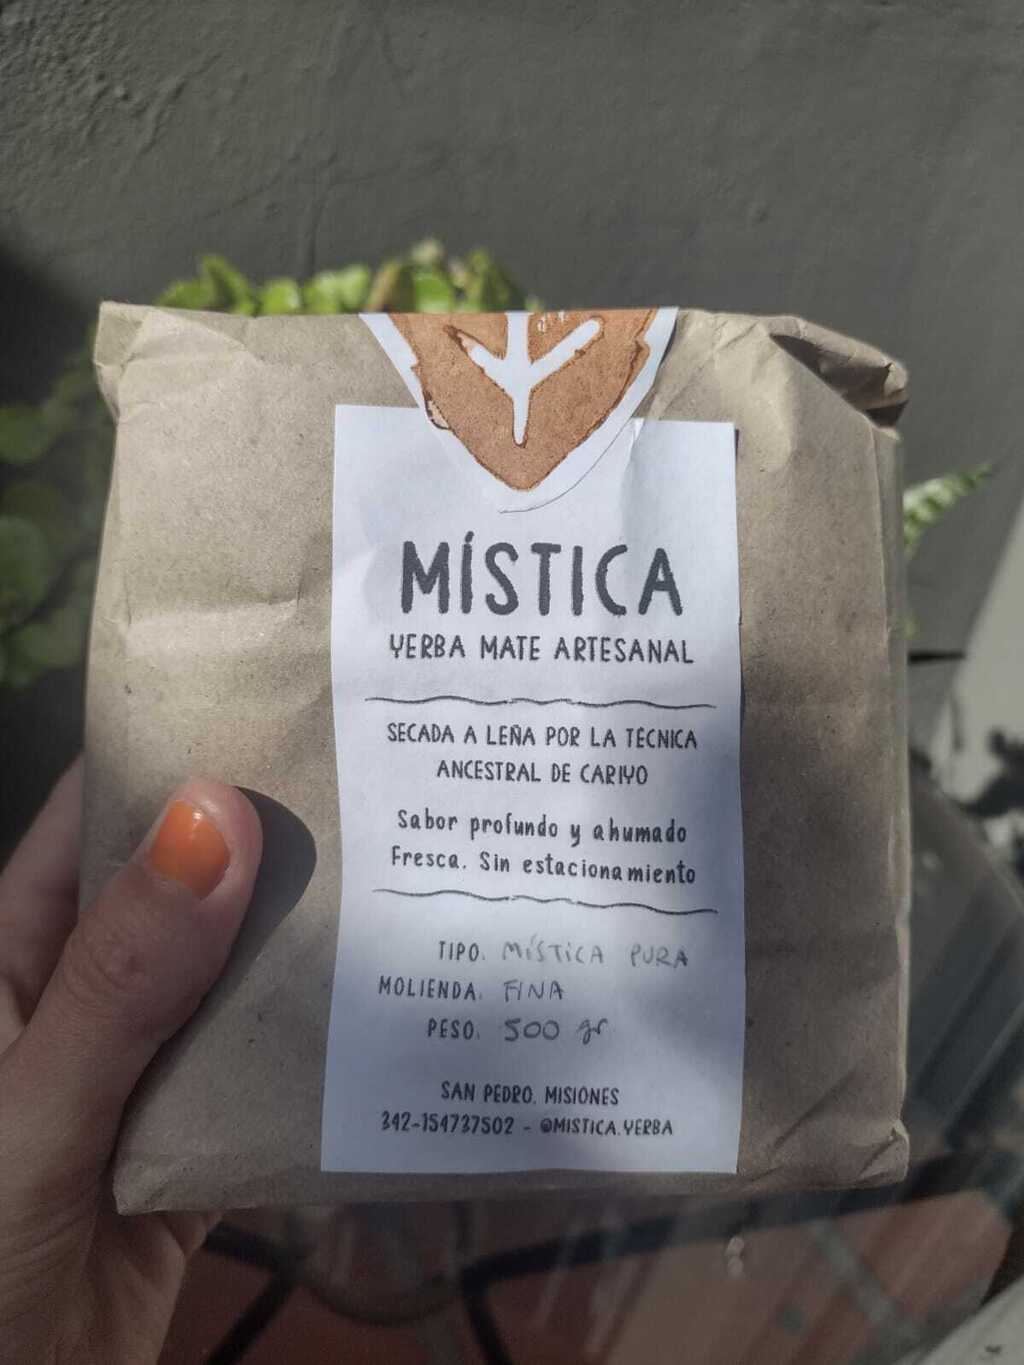 MÍSTICA
YERBA MATE ARTESANAL
SECADA A LEÑA POR LA TÉCNICA
ANCESTRAL DE CARIYO
Sabor profundo y ahumado
Fresca. Sin estacionamiento
TIPO. MÍSTICA PURA
MOLIENDA. FINA
PESO. 500 gr
SAN PEDRO. MISIONES
342-154737502 - @MISTICA.YERBA